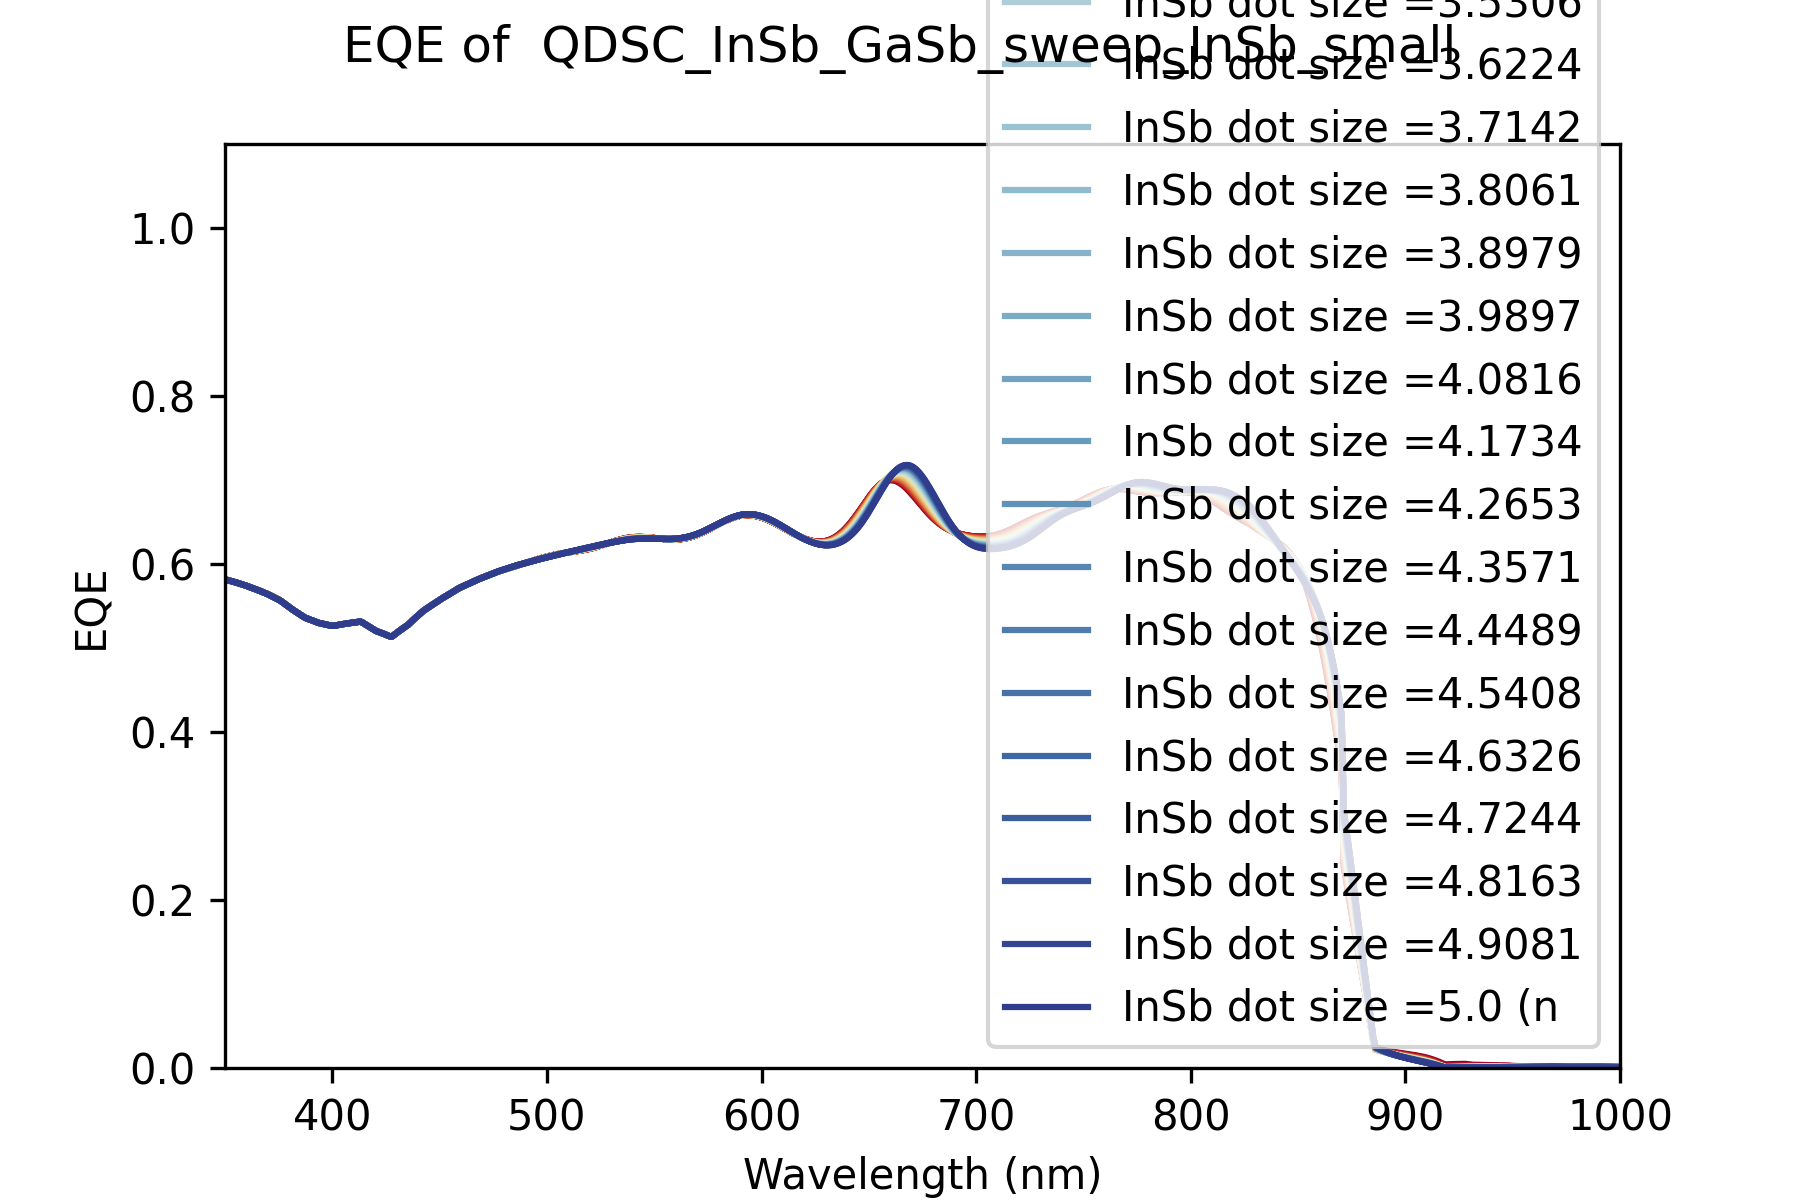 InSb dot size =3.5306
EQE of  QDSC_InSb_GaSb_sweep_InSb_small
InSb dot size =3.6224
InSb dot size =3.7142
InSb dot size =3.8061
InSb dot size =3.8979
InSb dot size =3.9897
InSb dot size =4.0816
InSb dot size =4.1734
InSb dot size =4.2653
InSb dot size =4.3571
InSb dot size =4.4489
InSb dot size =4.5408
InSb dot size =4.6326
InSb dot size =4.7244
InSb dot size =4.8163
InSb dot size =4.9081
InSb dot size =5.0 (n
1.0
0.8
0.6
0.4
0.2
0.0
EQE
400 500 600 700 800 900 1000
Wavelength (nm)